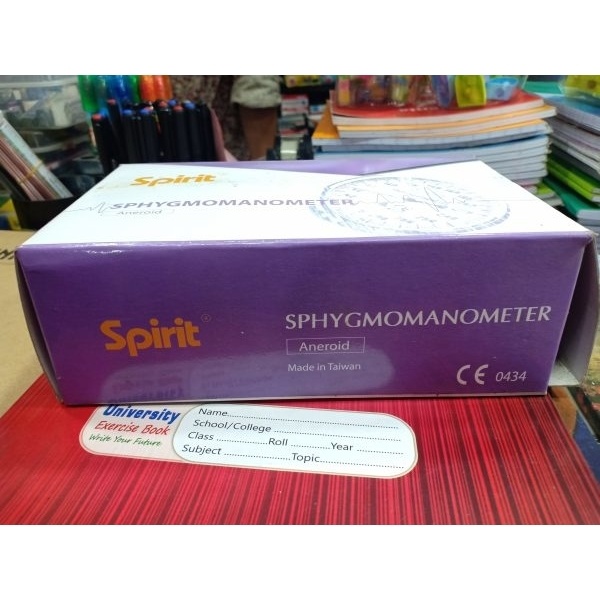 Spirit
SPHYGMOMANOMETER
Aneroid
Spirit®
SPHYGMOMANOMETER
Aneroid
Made in Taiwan
CE 0434
University
Exercise Book
Write Your Future
Name
School/College
Class Roll Year
Subject Topic